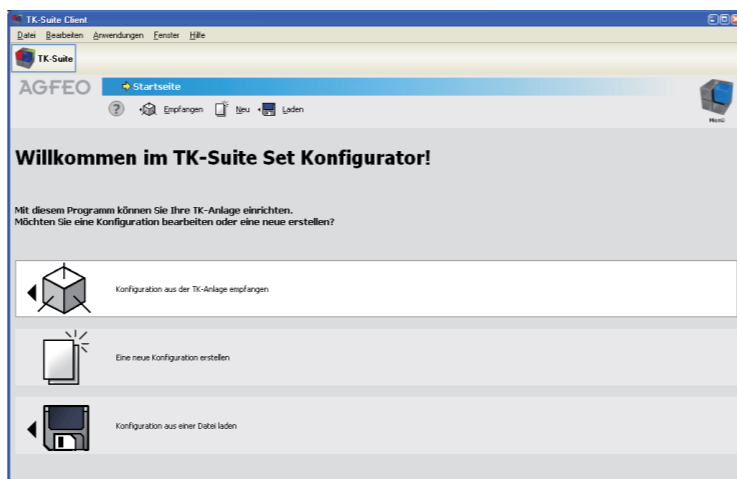 TK-Suite Client
Datei Bearbeiten Anwendungen Fenster Hilfe
TK-Suite
AGFEO
Startseite
? Empfangen Neu Laden
Menü
Willkommen im TK-Suite Set Konfigurator!
Mit diesem Programm können Sie Ihre TK-Anlage einrichten.
Möchten Sie eine Konfiguration bearbeiten oder eine neue erstellen?
Konfiguration aus der TK-Anlage empfangen
Eine neue Konfiguration erstellen
Konfiguration aus einer Datei laden